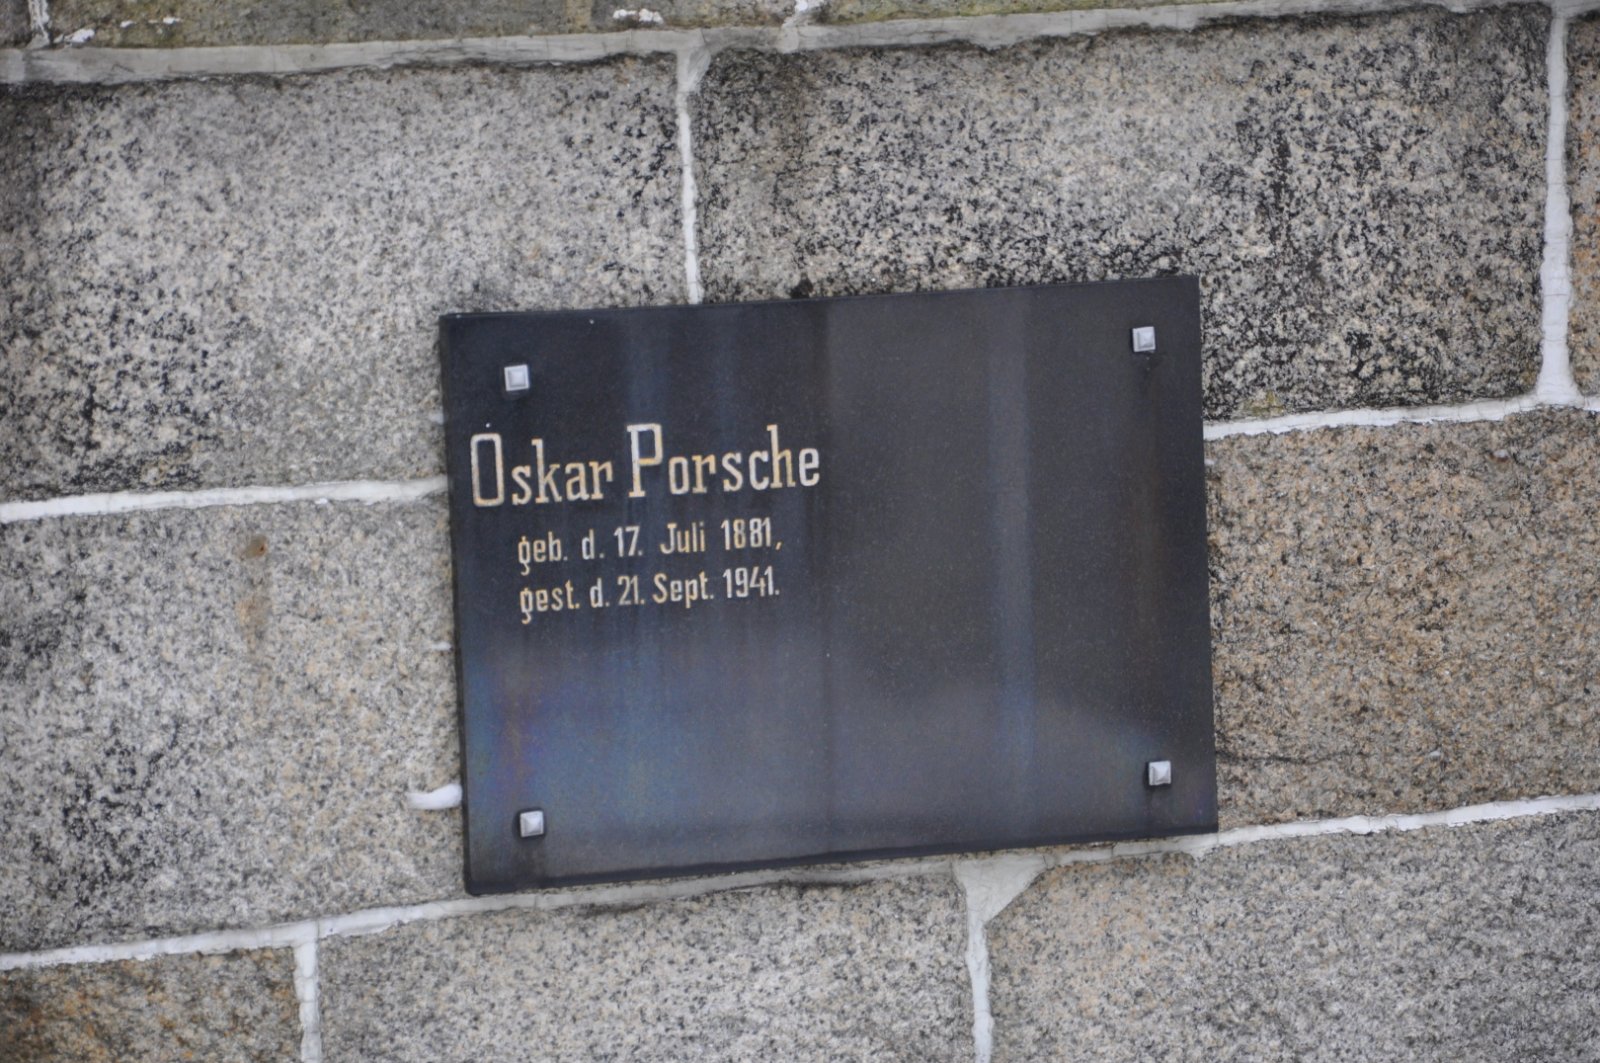 Oskar Porsche
geb. d. 17. Juli 1881,
gest. d. 21. Sept. 1941.